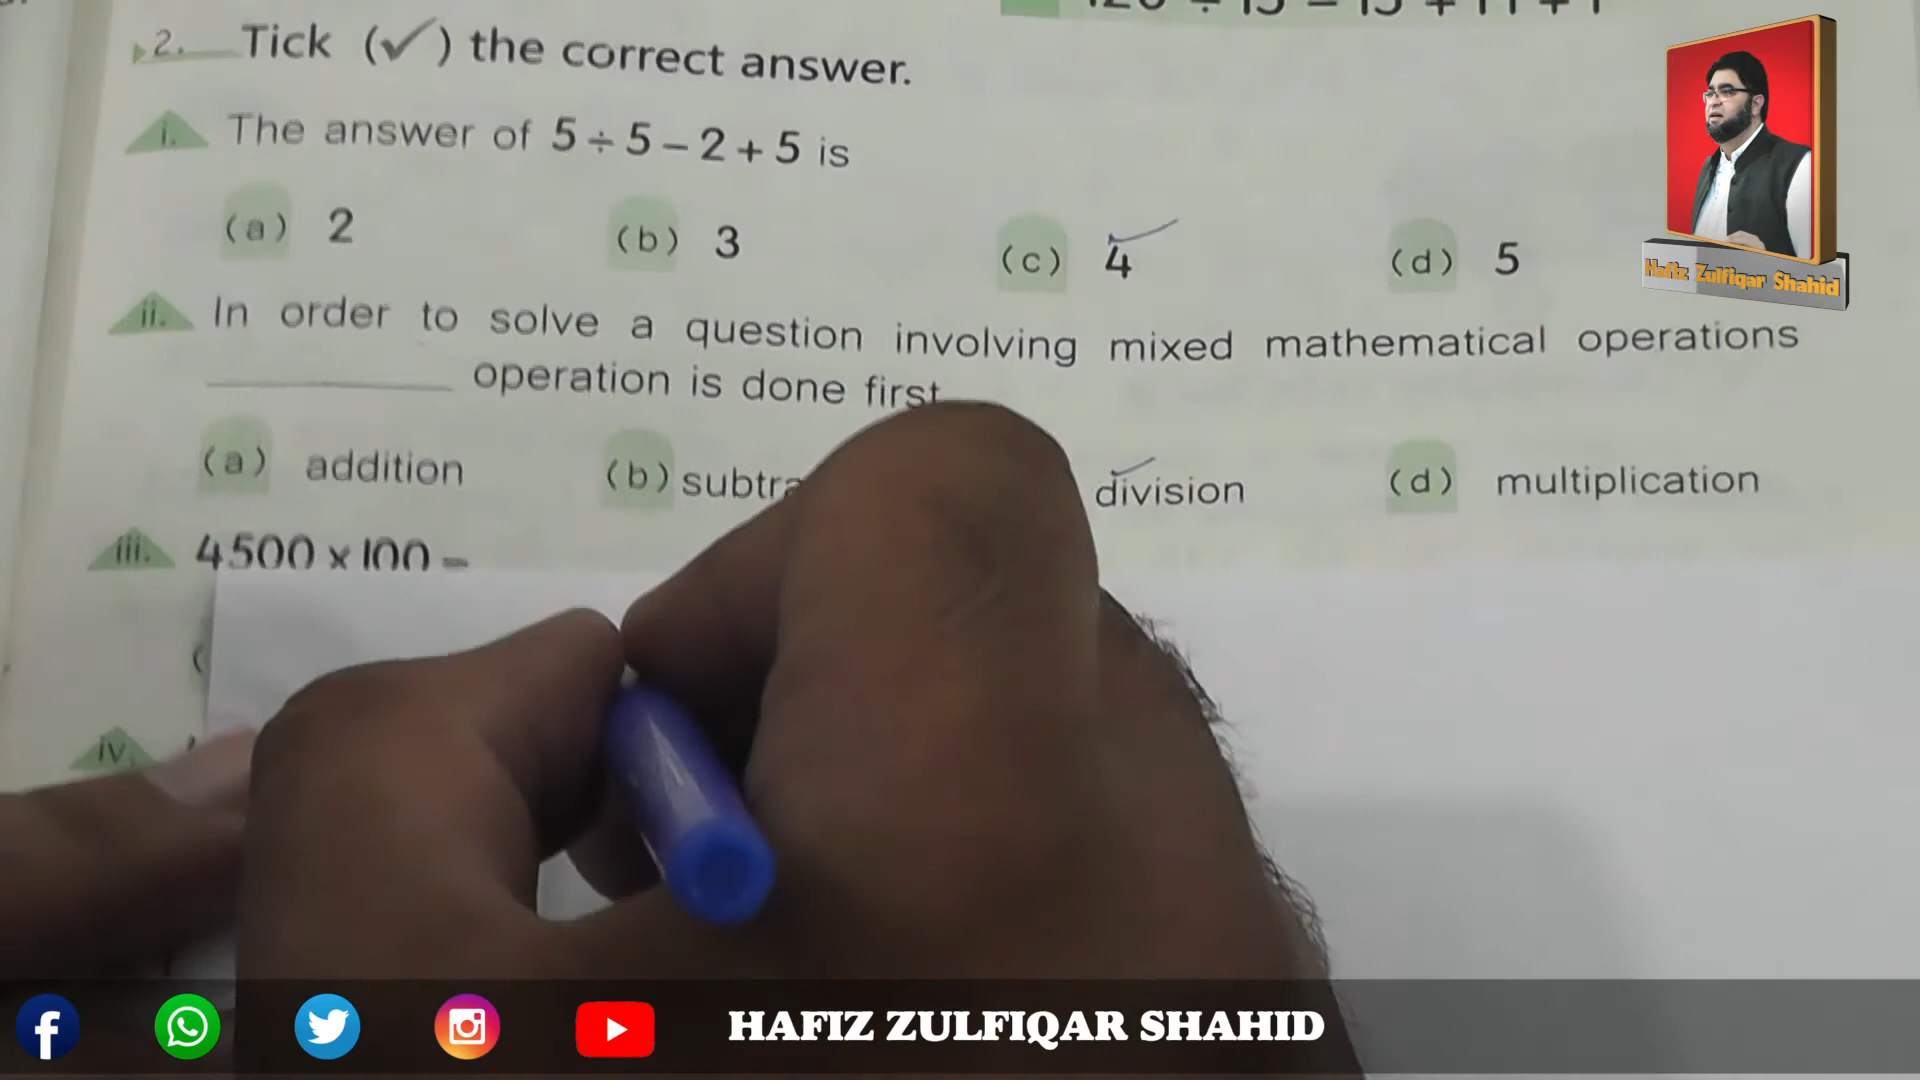 2. Tick (✓) the correct answer.
i. The answer of 5 ÷ 5 – 2 + 5 is
(a) 2 (b) 3 (c) 4 (d) 5
Hafiz Zulfiqar Shahid
ii. In order to solve a question involving mixed mathematical operations
____________ operation is done first
(a) addition (b) division (d) multiplication
iii. 4500 x 100 =
iv.
HAFIZ ZULFIQAR SHAHID